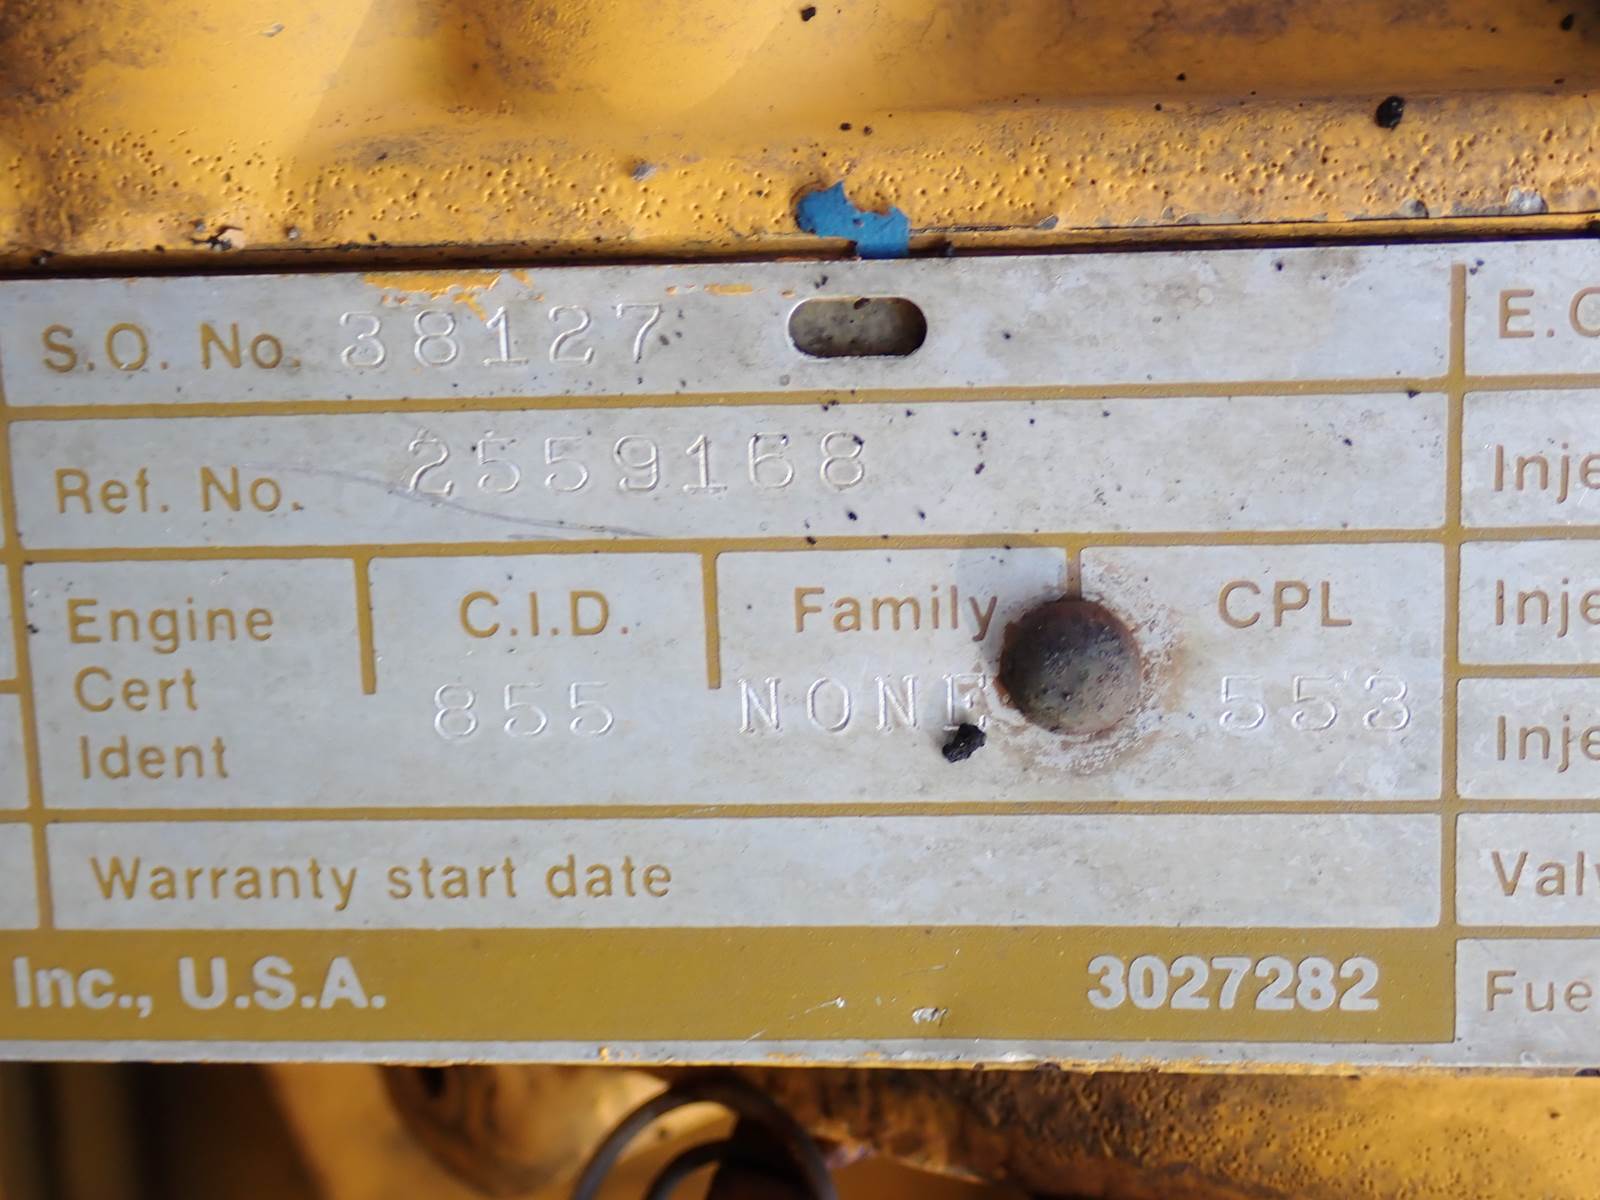 S.O. No. 38127
E.C
Ref. No. 2559168
Inje
Engine Cert Ident
C.I.D. 855
Family NONE
CPL 553
Inje
Inje
Warranty start date
Valv
Inc., U.S.A. 3027282
Fue